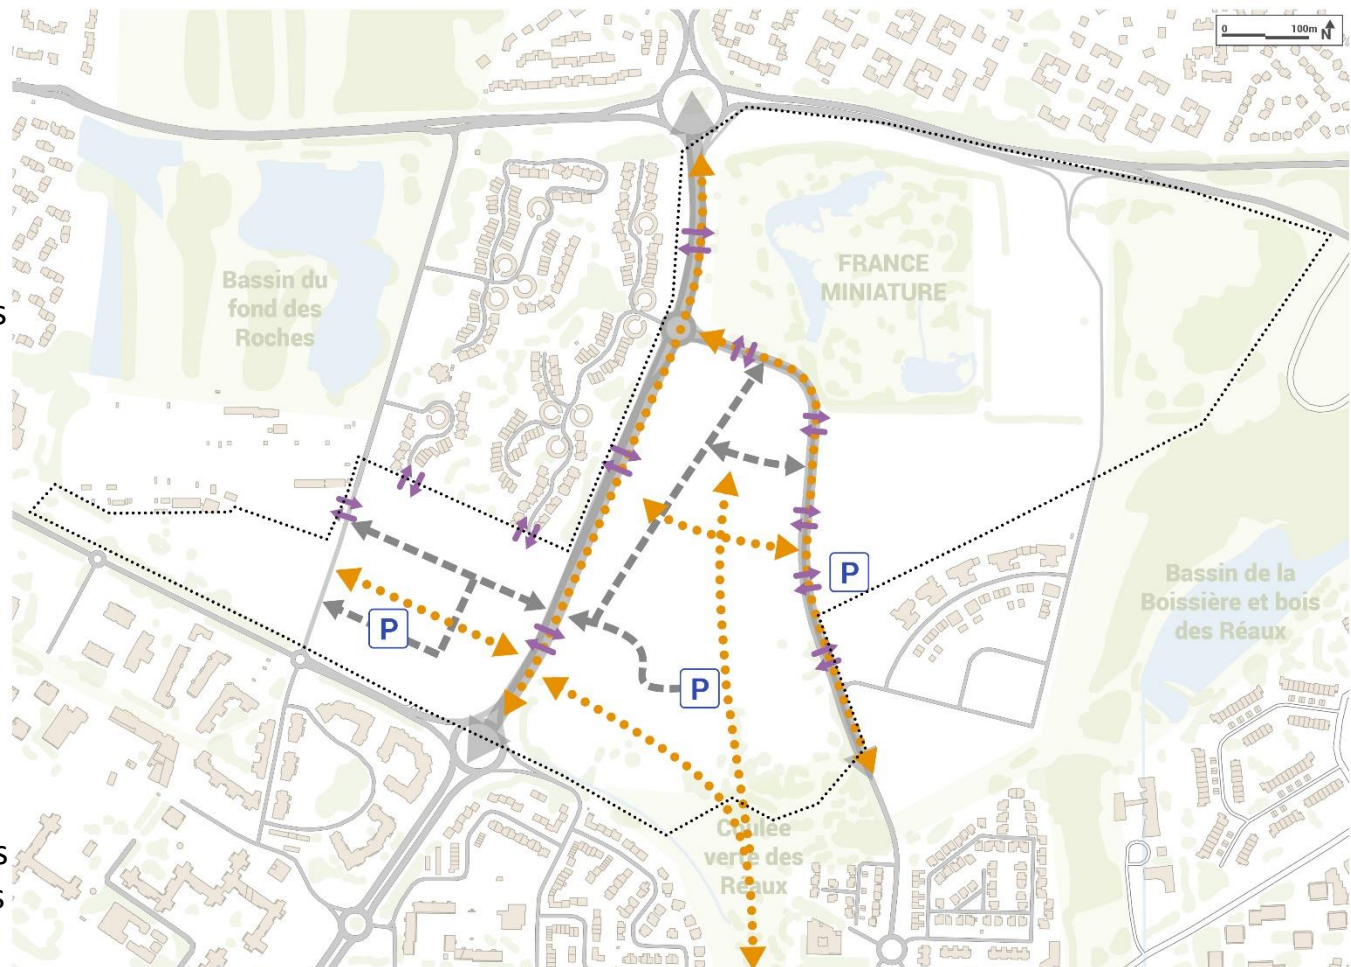 0 100m N
FRANCE
MINIATURE
Bassin du
fond des
Roches
s
P
Bassin de la
Boissière et bois
des Réaux
P
P
Coulée
verte des
Réaux
s
s